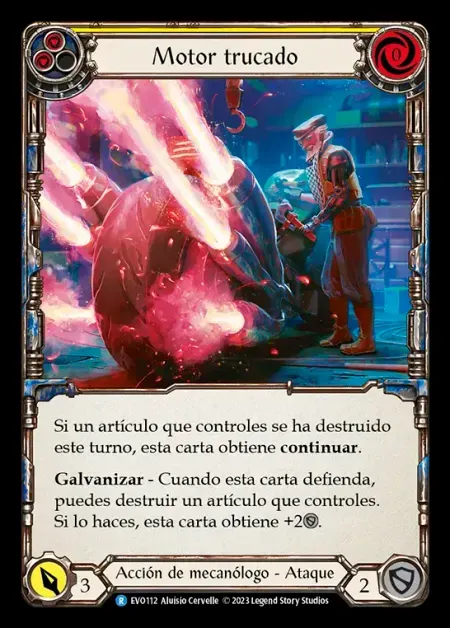 Motor trucado
0
Si un artículo que controles se ha destruido
este turno, esta carta obtiene continuar.
Galvanizar - Cuando esta carta defienda,
puedes destruir un artículo que controles.
Si lo haces, esta carta obtiene +2.
3
Acción de mecanólogo - Ataque
2
R EVO112 Aluísio Cervelle © 2023 Legend Story Studios